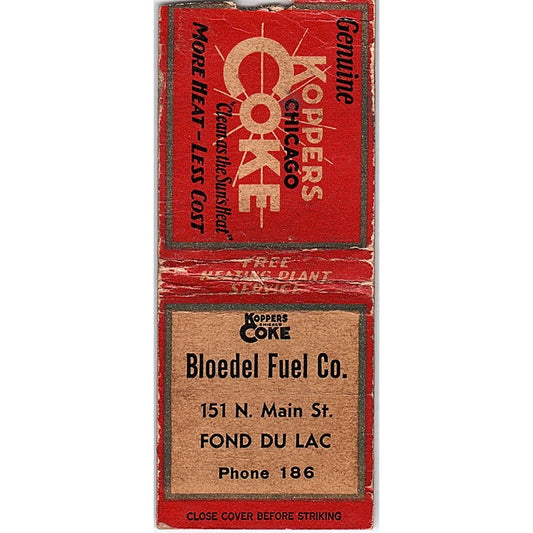 Genuine
KOPPERS
CHICAGO
COKE
"Clean as the Sun's Heat"
MORE HEAT - LESS COST
FREE
HEATING PLANT
SERVICE
KOPPERS
CHICAGO
COKE
Bloedel Fuel Co.
151 N. Main St.
FOND DU LAC
Phone 186
CLOSE COVER BEFORE STRIKING